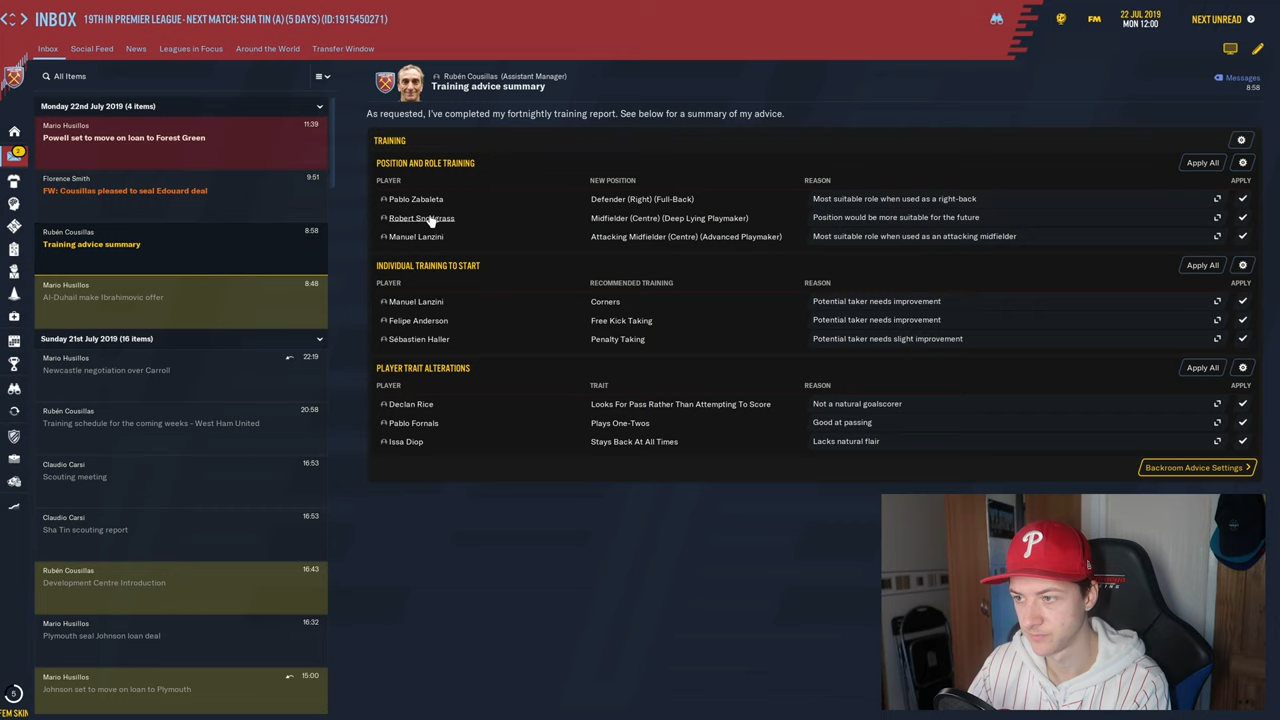 INBOX
19TH IN PREMIER LEAGUE - NEXT MATCH: SHA TIN (A) (5 DAYS) (ID:1915450271)
FM
22 JUL 2019
MON 12:00
NEXT UNREAD
Inbox Social Feed News Leagues in Focus Around the World Transfer Window
All Items
Monday 22nd July 2019 (4 items)
Mario Husillos 11:39
Powell set to move on loan to Forest Green
Florence Smith 9:51
FW: Cousillas pleased to seal Edouard deal
Rubén Cousillas 8:58
Training advice summary
Mario Husillos 8:48
Al-Duhail make Ibrahimovic offer
Sunday 21st July 2019 (16 items)
Mario Husillos 22:19
Newcastle negotiation over Carroll
Rubén Cousillas 20:58
Training schedule for the coming weeks - West Ham United
Claudio Carsi 16:53
Scouting meeting
Claudio Carsi 16:53
Sha Tin scouting report
Rubén Cousillas 16:43
Development Centre Introduction
Mario Husillos 16:32
Plymouth seal Johnson loan deal
Mario Husillos 15:00
Johnson set to move on loan to Plymouth
2
5
FEM SKIN
Rubén Cousillas (Assistant Manager)
Training advice summary
Messages
8:58
As requested, I've completed my fortnightly training report. See below for a summary of my advice.
TRAINING
POSITION AND ROLE TRAINING Apply All
PLAYER NEW POSITION REASON APPLY
Pablo Zabaleta Defender (Right) (Full-Back) Most suitable role when used as a right-back
Robert Snodgrass Midfielder (Centre) (Deep Lying Playmaker) Position would be more suitable for the future
Manuel Lanzini Attacking Midfielder (Centre) (Advanced Playmaker) Most suitable role when used as an attacking midfielder
INDIVIDUAL TRAINING TO START Apply All
PLAYER RECOMMENDED TRAINING REASON APPLY
Manuel Lanzini Corners Potential taker needs improvement
Felipe Anderson Free Kick Taking Potential taker needs improvement
Sébastien Haller Penalty Taking Potential taker needs slight improvement
PLAYER TRAIT ALTERATIONS Apply All
PLAYER TRAIT REASON APPLY
Declan Rice Looks For Pass Rather Than Attempting To Score Not a natural goalscorer
Pablo Fornals Plays One-Twos Good at passing
Issa Diop Stays Back At All Times Lacks natural flair
Backroom Advice Settings
P